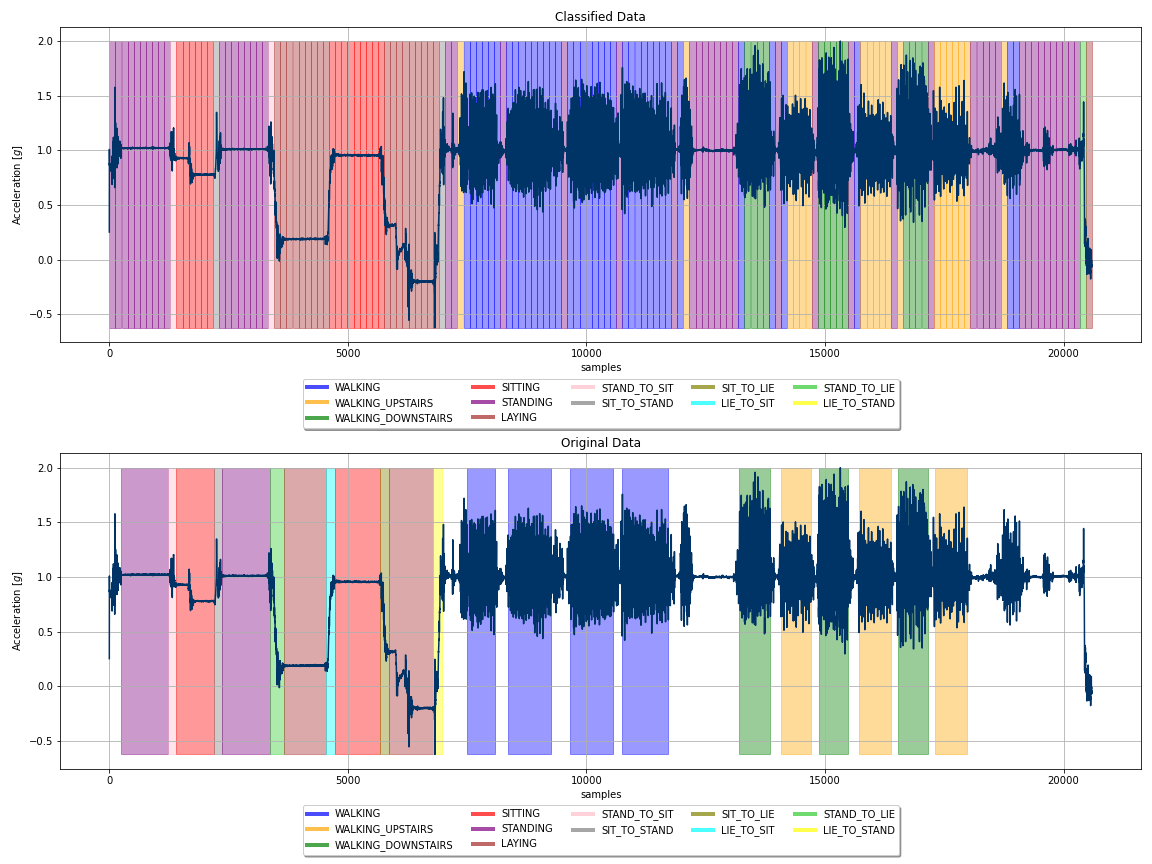 Classified Data
2.0
1.5
1.0
0.5
0.0
−0.5
Acceleration [g]
0 5000 10000 15000 20000
samples
WALKING SITTING STAND_TO_SIT SIT_TO_LIE STAND_TO_LIE
WALKING_UPSTAIRS STANDING SIT_TO_STAND LIE_TO_SIT LIE_TO_STAND
WALKING_DOWNSTAIRS LAYING
Original Data
2.0
1.5
1.0
0.5
0.0
−0.5
Acceleration [g]
0 5000 10000 15000 20000
samples
WALKING SITTING STAND_TO_SIT SIT_TO_LIE STAND_TO_LIE
WALKING_UPSTAIRS STANDING SIT_TO_STAND LIE_TO_SIT LIE_TO_STAND
WALKING_DOWNSTAIRS LAYING